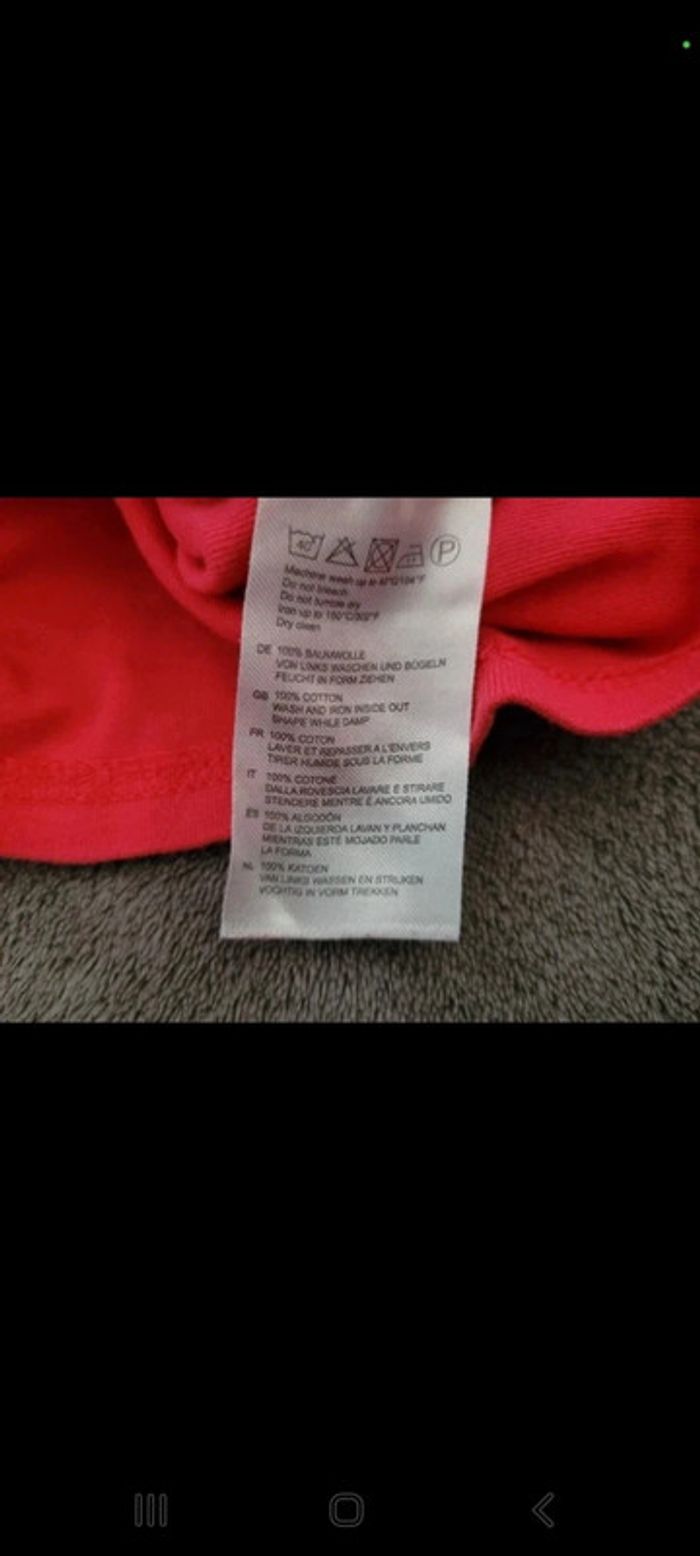 40
P
Machine wash up to 40°C/104°F
Do not bleach
Do not tumble dry
Iron up to 150°C/302°F
Dry clean
DE 100% BAUMWOLLE
VON LINKS WASCHEN UND BÜGELN
FEUCHT IN FORM ZIEHEN
GB 100% COTTON
WASH AND IRON INSIDE OUT
SHAPE WHILE DAMP
FR 100% COTON
LAVER ET REPASSER A L'ENVERS
TIRER HUMIDE SOUS LA FORME
IT 100% COTONE
DALLA ROVESCIA LAVARE E STIRARE
STENDERE MENTRE È ANCORA UMIDO
ES 100% ALGODÓN
DE LA IZQUIERDA LAVAN Y PLANCHAN
MIENTRAS ESTÉ MOJADO PARLE
LA FORMA
NL 100% KATOEN
VAN LINKS WASSEN EN STRIJKEN
VOCHTIG IN VORM TREKKEN